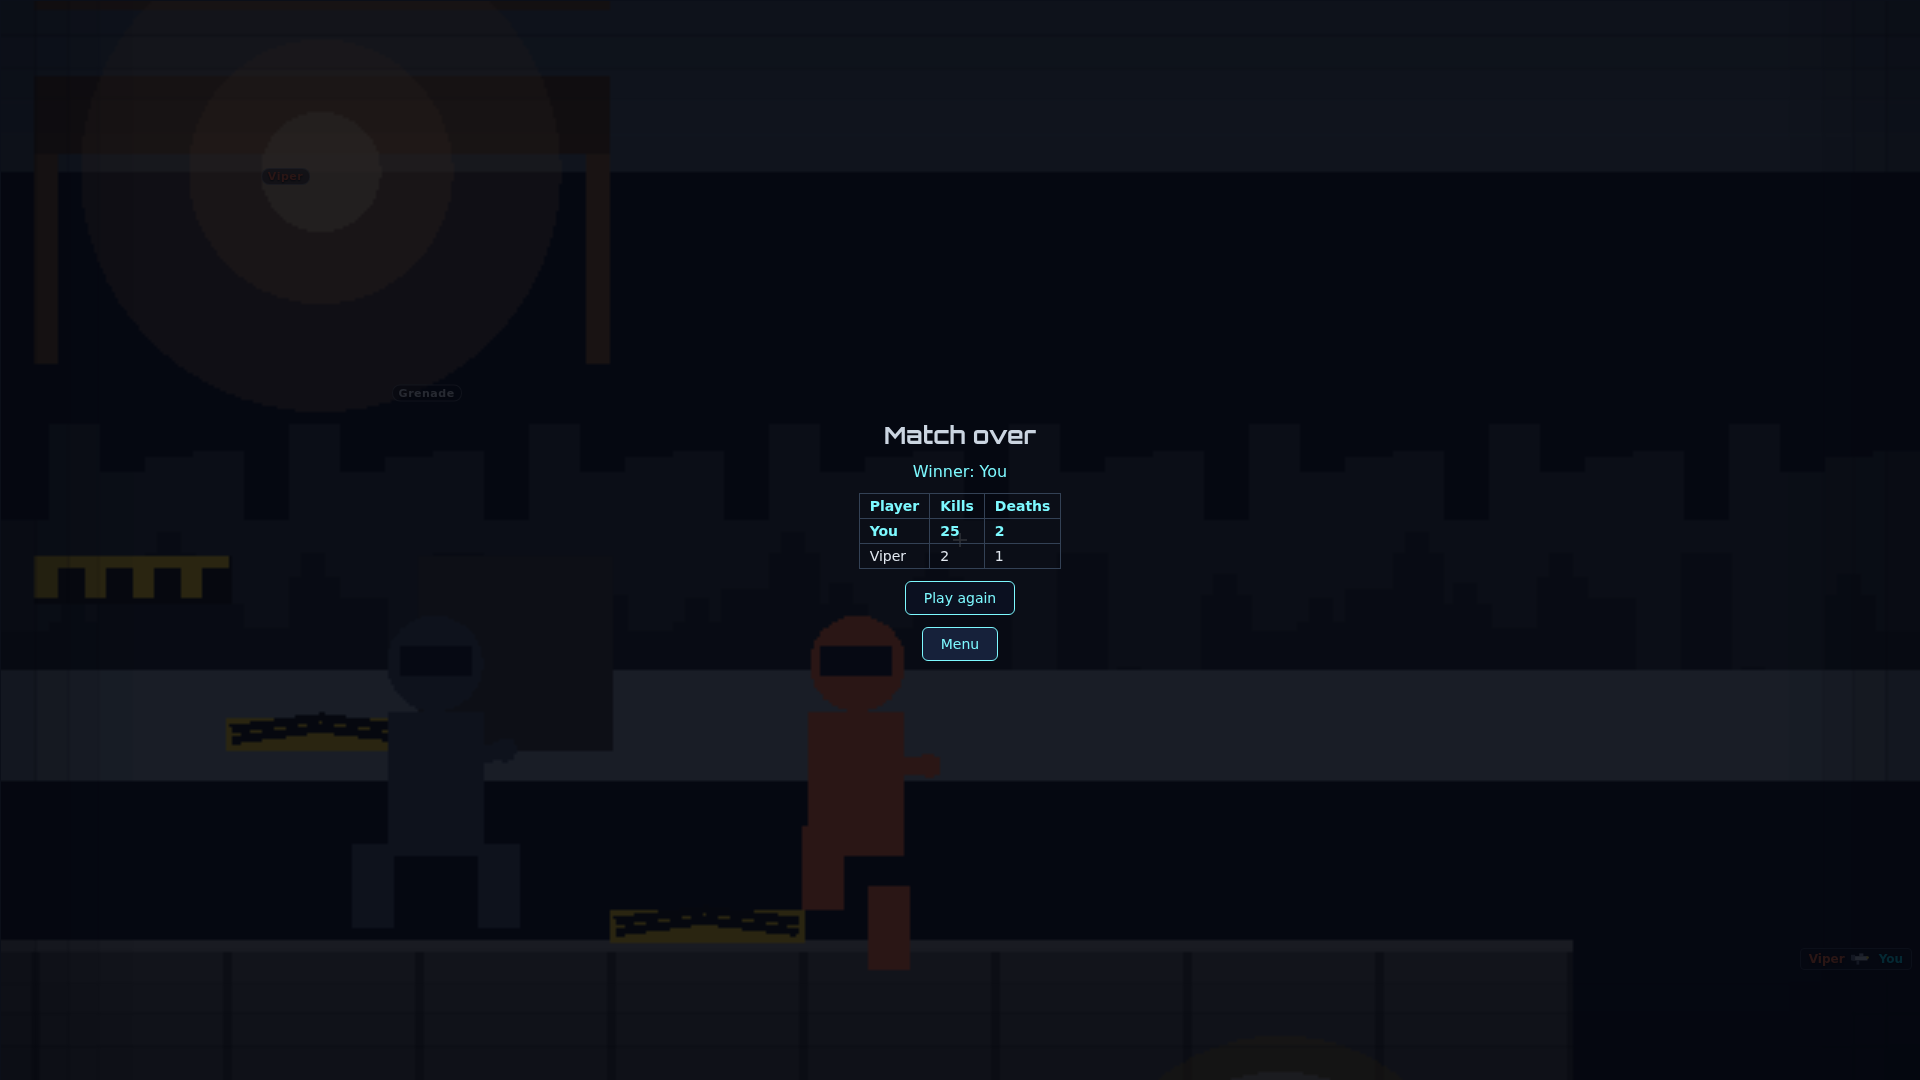 Viper
Grenade
Match over
Winner: You
Player Kills Deaths
You 25 2
Viper 2 1
Play again
Menu
Viper You